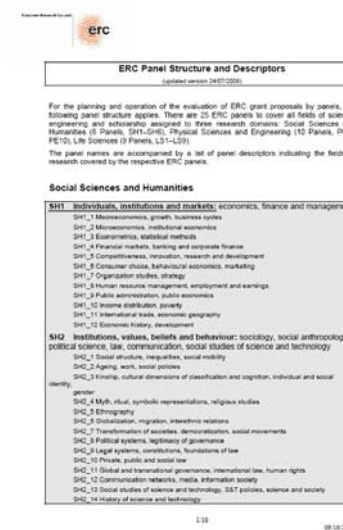 European Research Council
erc
ERC Panel Structure and Descriptors
(updated version 24/07/2008)
For the planning and operation of the evaluation of ERC grant proposals by panels,
following panel structure applies. There are 25 ERC panels to cover all fields of scien
engineering and scholarship assigned to three research domains: Social Sciences
Humanities (6 Panels, SH1–SH6), Physical Sciences and Engineering (10 Panels, P
PE10), Life Sciences (9 Panels, LS1–LS9).
The panel names are accompanied by a list of panel descriptors indicating the field
research covered by the respective ERC panels.
Social Sciences and Humanities
SH1 Individuals, institutions and markets: economics, finance and manageme
SH1_1 Macroeconomics, growth, business cycles
SH1_2 Microeconomics, institutional economics
SH1_3 Econometrics, statistical methods
SH1_4 Financial markets, banking and corporate finance
SH1_5 Competitiveness, innovation, research and development
SH1_6 Consumer choice, behavioural economics, marketing
SH1_7 Organization studies, strategy
SH1_8 Human resource management, employment and earnings
SH1_9 Public administration, public economics
SH1_10 Income distribution, poverty
SH1_11 International trade, economic geography
SH1_12 Economic history, development
SH2 Institutions, values, beliefs and behaviour: sociology, social anthropolog
political science, law, communication, social studies of science and technology
SH2_1 Social structure, inequalities, social mobility
SH2_2 Ageing, work, social policies
SH2_3 Kinship, cultural dimensions of classification and cognition, individual and social
identity,
gender
SH2_4 Myth, ritual, symbolic representations, religious studies
SH2_5 Ethnography
SH2_6 Globalization, migration, interethnic relations
SH2_7 Transformation of societies, democratization, social movements
SH2_8 Political systems, legitimacy of governance
SH2_9 Legal systems, constitutions, foundations of law
SH2_10 Private, public and social law
SH2_11 Global and transnational governance, international law, human rights
SH2_12 Communication networks, media, information society
SH2_13 Social studies of science and technology, S&T policies, science and society
SH2_14 History of science and technology
1/10